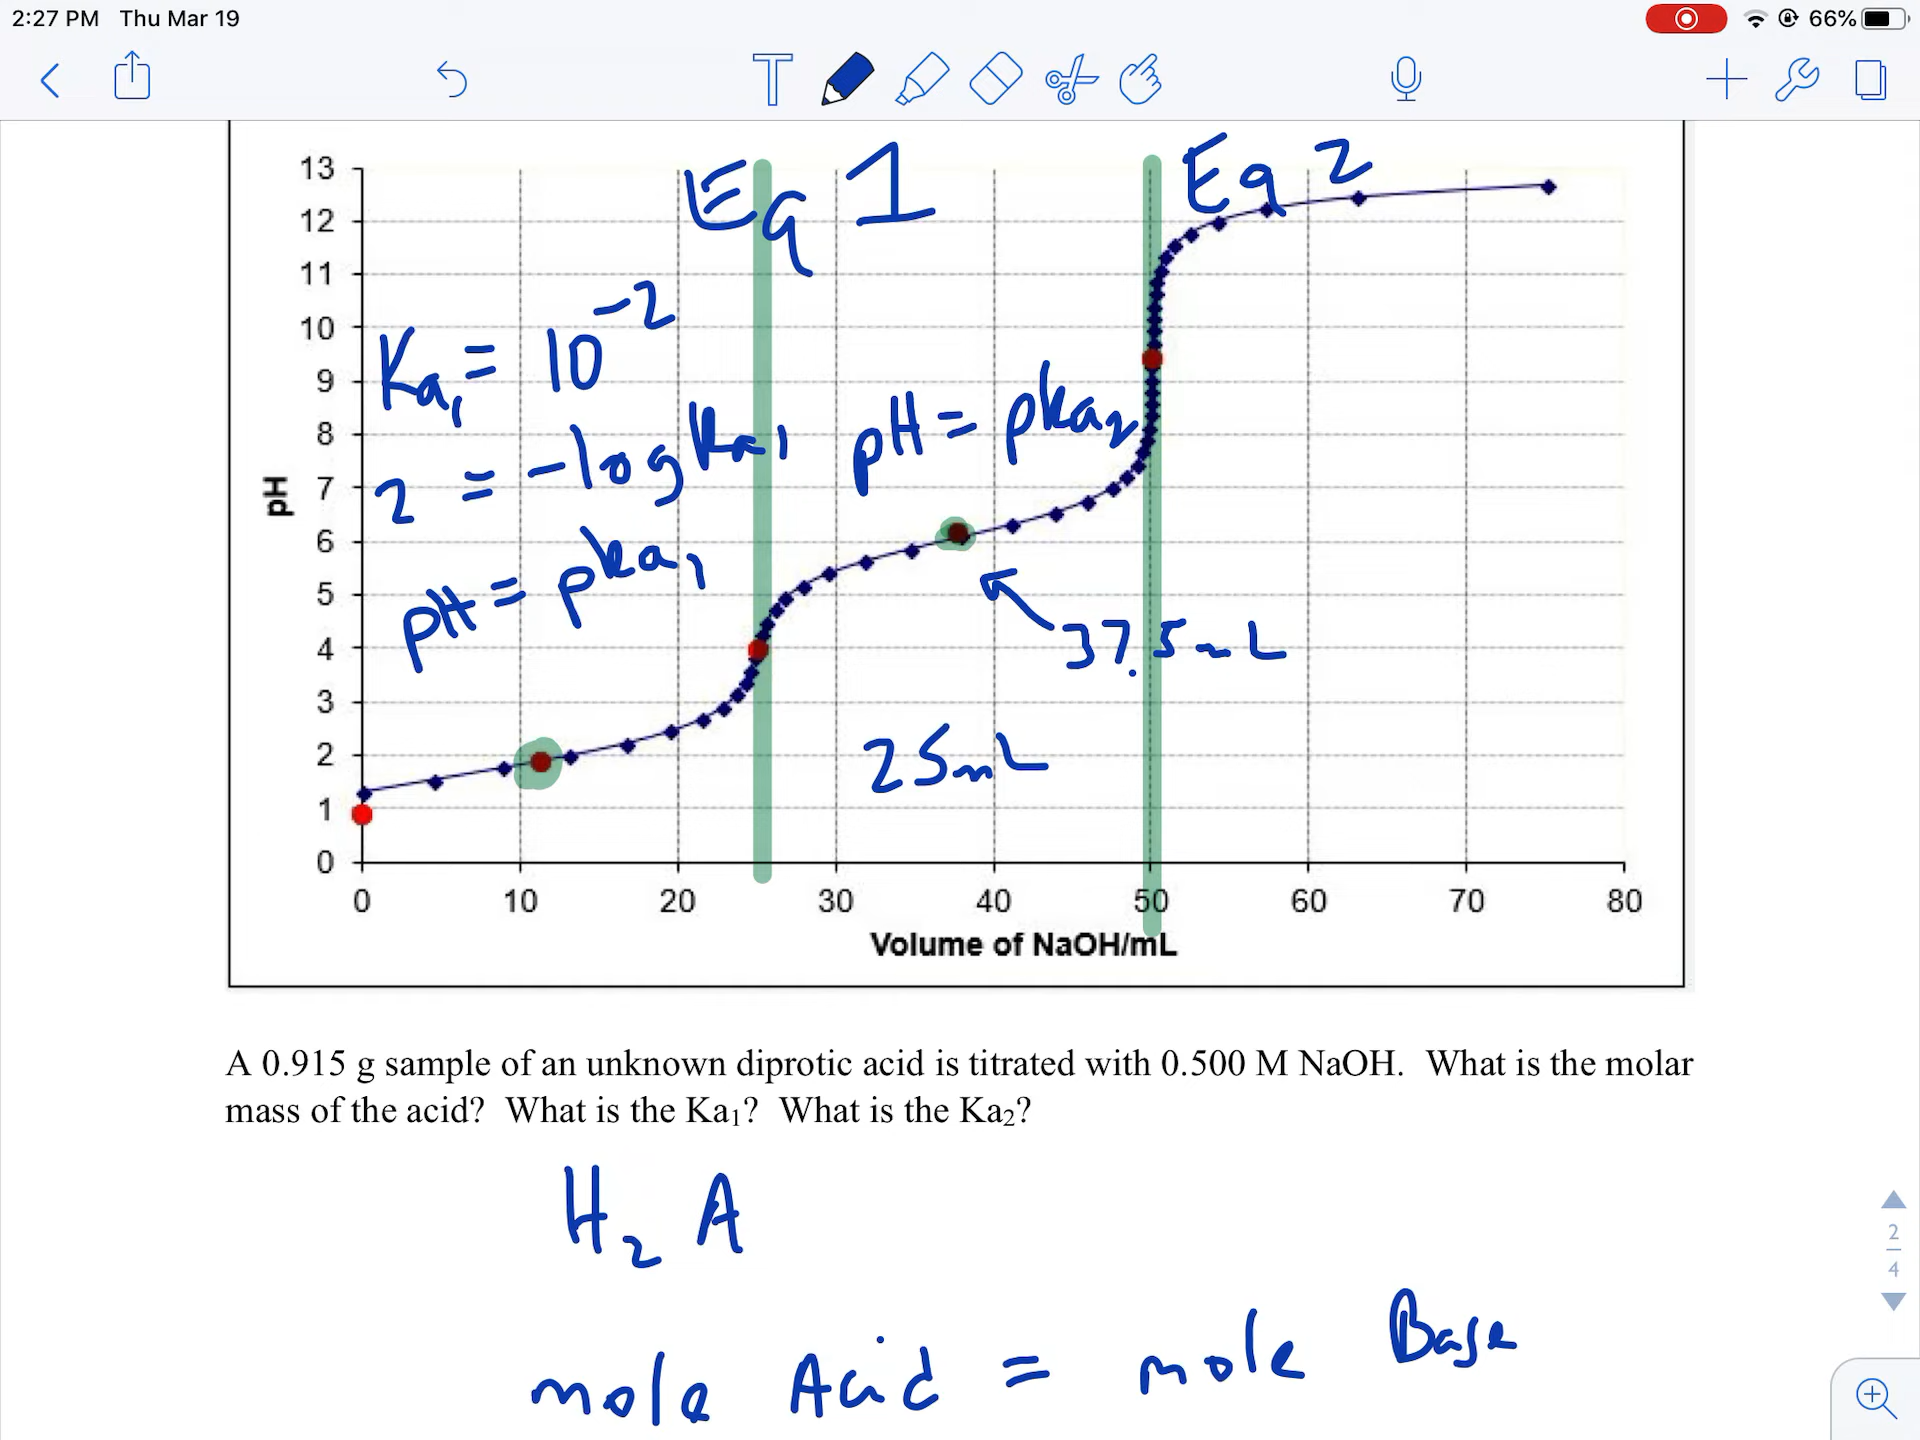 2:27 PM Thu Mar 19
66%
T
Eq 1
Eq 2
13
12
11
10
9
8
7
6
5
4
3
2
1
0
pH
Ka1 = 10^-2
2 = -log Ka1
pH = pKa1
pH = pKa2
37.5 mL
25 mL
0 10 20 30 40 50 60 70 80
Volume of NaOH/mL
A 0.915 g sample of an unknown diprotic acid is titrated with 0.500 M NaOH. What is the molar
mass of the acid? What is the Ka1? What is the Ka2?
H2 A
2
4
mole Acid = mole Base